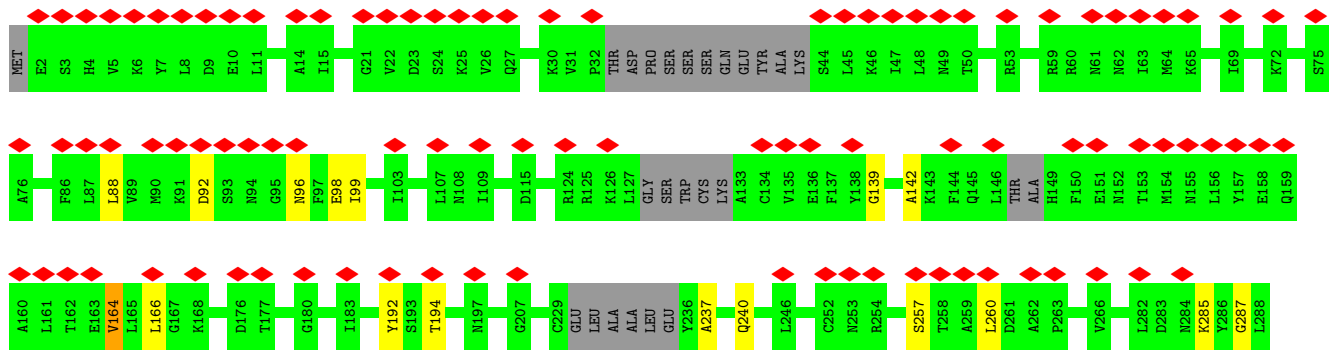 MET E2 S3 H4 V5 K6 Y7 L8 D9 E10 L11 A14 I15 G21 V22 D23 S24 K25 V26 Q27 K30 V31 P32 THR ASP PRO SER SER SER GLN GLU TYR ALA LYS S44 L45 K46 I47 L48 N49 T50 R53 R59 R60 N61 N62 I63 M64 K65 I69 K72 S75
A76 F86 L87 L88 V89 M90 K91 D92 S93 N94 G95 N96 F97 E98 I99 I103 L107 N108 I109 D115 R124 R125 K126 L127 GLY SER TRP CYS LYS A133 C134 V135 E136 F137 Y138 G139 A142 K143 F144 Q145 L146 THR ALA H149 F150 E151 N152 T153 M154 N155 L156 Y157 E158 Q159
A160 L161 T162 E163 V164 L165 L166 G167 K168 D176 T177 G180 I183 Y192 S193 T194 N197 G207 C229 GLU LEU ALA ALA LEU GLU Y236 A237 Q240 L246 C252 N253 R254 S257 T258 A259 L260 D261 A262 P263 V266 L282 D283 N284 K285 Y286 G287 L288